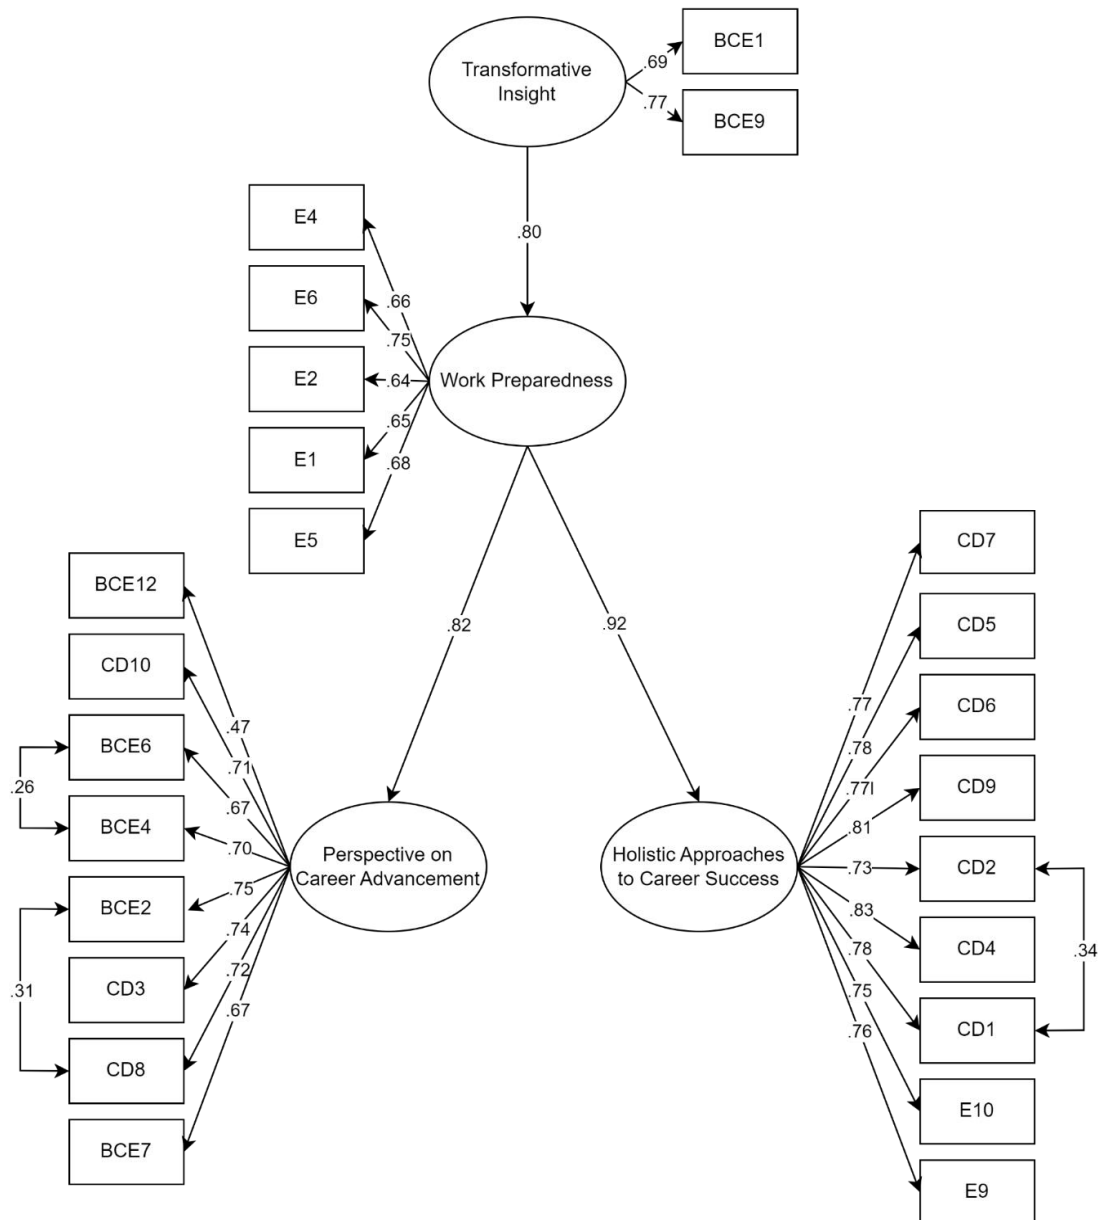 BCE1
Transformative
Insight
.69
.77
BCE9
E4
.80
E6
.66
.75
E2
.64
Work Preparedness
.65
E1
.68
E5
CD7
BCE12
CD5
.82
.92
CD10
CD6
.77
.47
BCE6
.78
.71
.26
.77l
CD9
.67
.81
BCE4
.70
Perspective on
Career Advancement
Holistic Approaches
to Career Success
.73
CD2
.75
BCE2
.83
.74
CD4
.34
.78
.72
.31
CD3
.75
.67
CD1
.76
CD8
E10
BCE7
E9